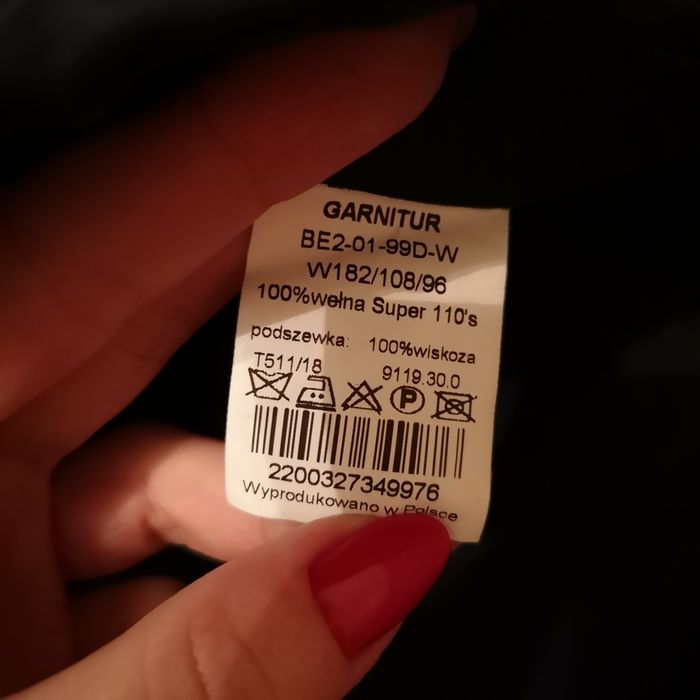 GARNITUR
BE2-01-99D-W
W182/108/96
100%wełna Super 110's
podszewka: 100%wiskoza
T511/18 9119.30.0
P
2200327349976
Wyprodukowano w Polsce